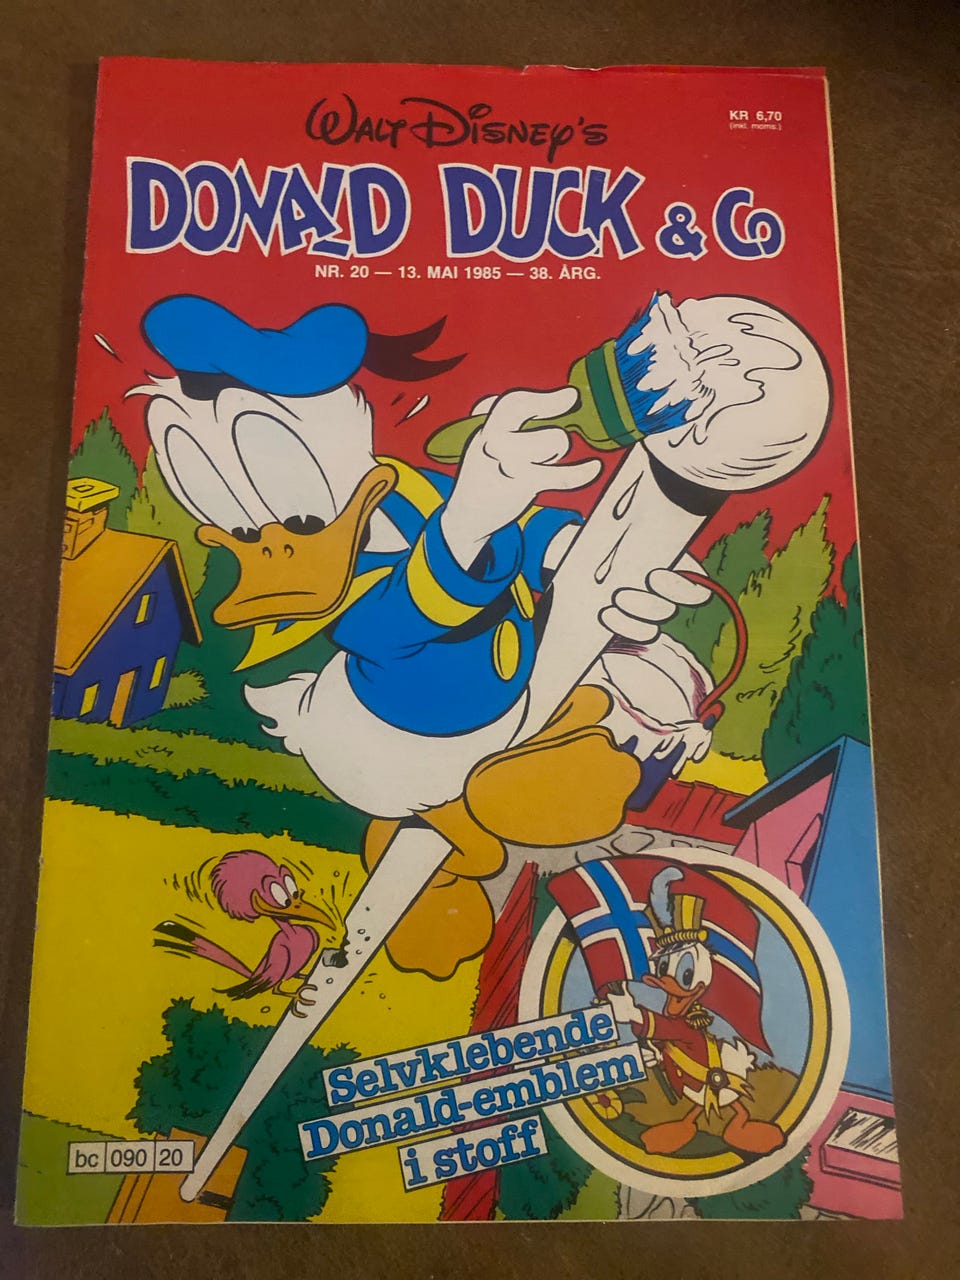 Walt Disney's
KR 6,70
(inkl. moms.)
DONALD DUCK & Co
NR. 20 — 13. MAI 1985 — 38. ÅRG.
Selvklebende
Donald-emblem
i stoff
bc 090 20